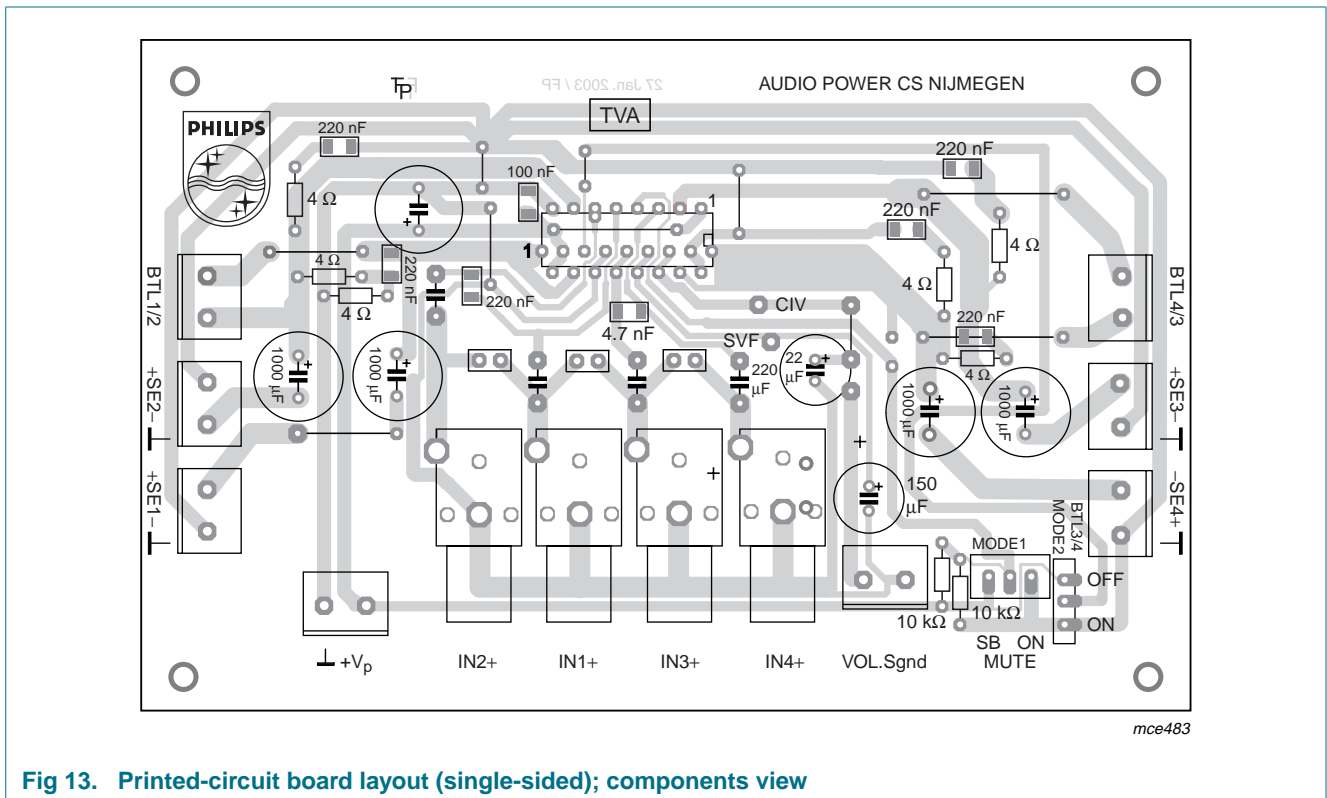 TP
27 Jan. 2003 / FP
AUDIO POWER CS NIJMEGEN
TVA
PHILIPS
220 nF
220 nF
100 nF
4 Ω
1
220 nF
4 Ω
1
4 Ω
220 nF
4 Ω
BTL1/2
220 nF
4 Ω
BTL4/3
CIV
4.7 nF
220 nF
SVF
22 μF
4 Ω
1000 μF
1000 μF
220 μF
+SE2-
1000 μF
1000 μF
+SE3-
150 μF
+SE1-
-SE4+
BTL3/4
MODE2
MODE1
OFF
10 kΩ
10 kΩ
ON
SB ON
MUTE
+Vp
IN2+
IN1+
IN3+
IN4+
VOL.Sgnd
mce483
Fig 13. Printed-circuit board layout (single-sided); components view